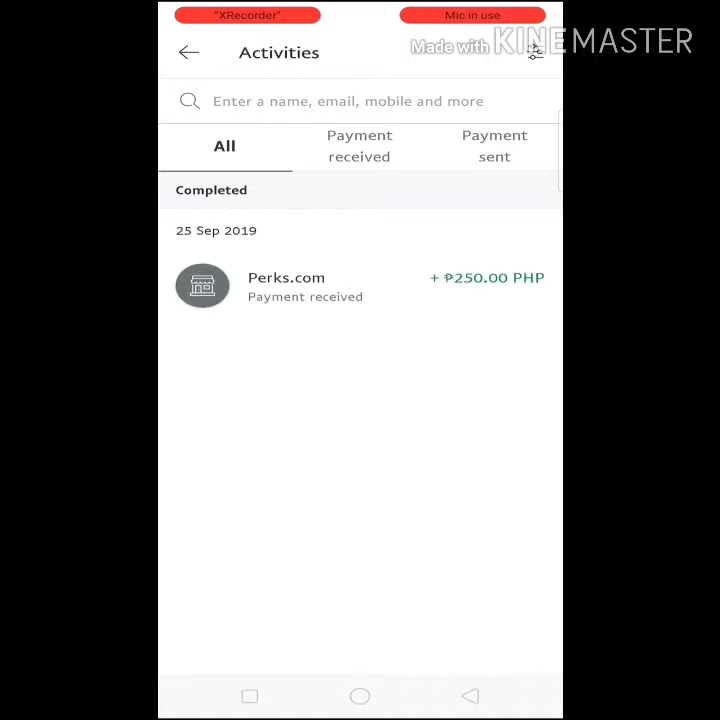 "XRecorder"
Mic in use
Activities
Made with KINEMASTER
Enter a name, email, mobile and more
All
Payment received
Payment sent
Completed
25 Sep 2019
Perks.com
+ ₱250.00 PHP
Payment received